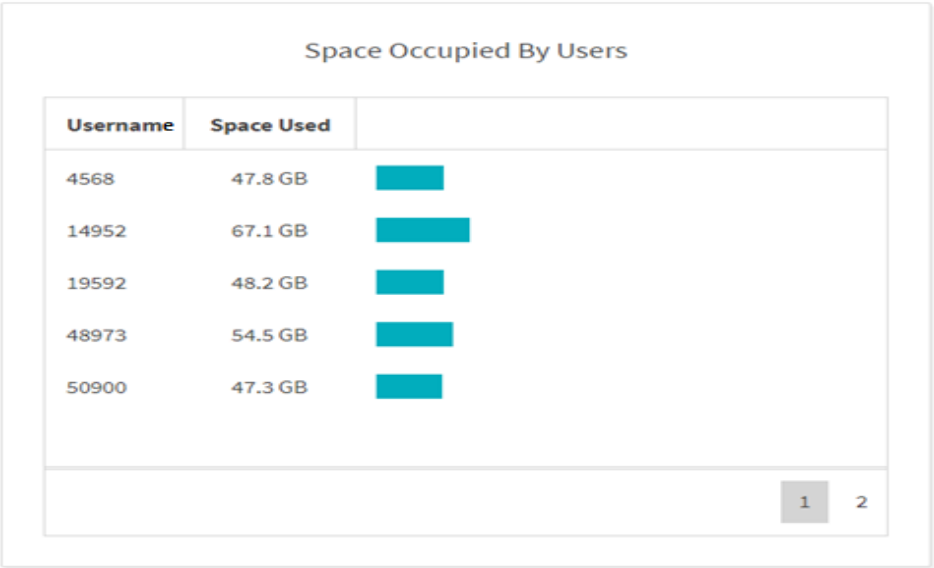 Space Occupied By Users
Username Space Used
4568 47.8 GB
14952 67.1 GB
19592 48.2 GB
48973 54.5 GB
50900 47.3 GB
1 2